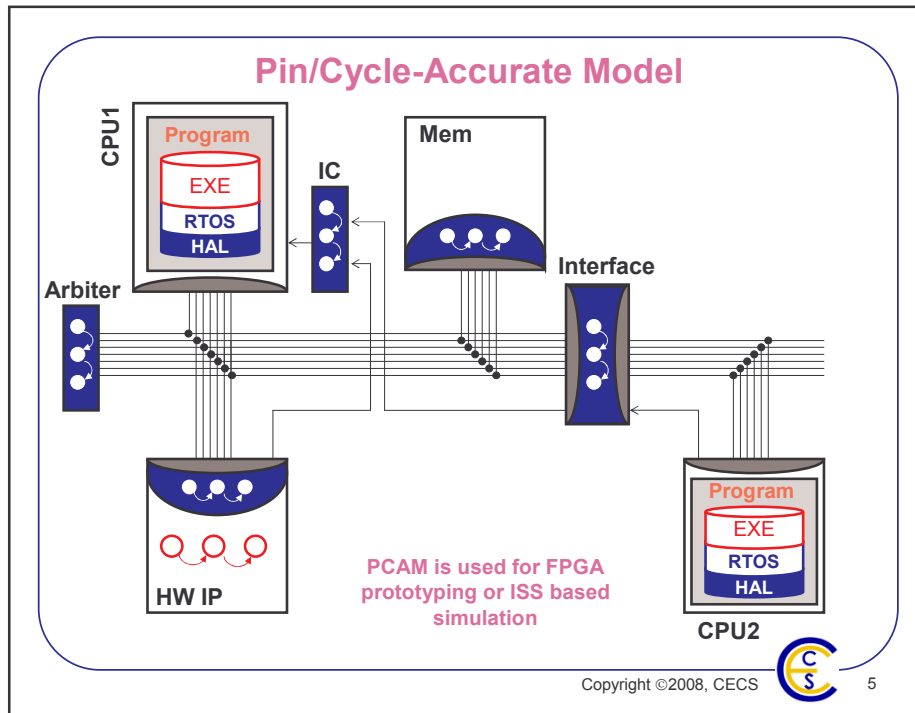 Pin/Cycle-Accurate Model
CPU1
Program
EXE
RTOS
HAL
IC
Mem
Interface
Arbiter
HW IP
PCAM is used for FPGA
prototyping or ISS based
simulation
Program
EXE
RTOS
HAL
CPU2
Copyright ©2008, CECS
C
E
C
S
5